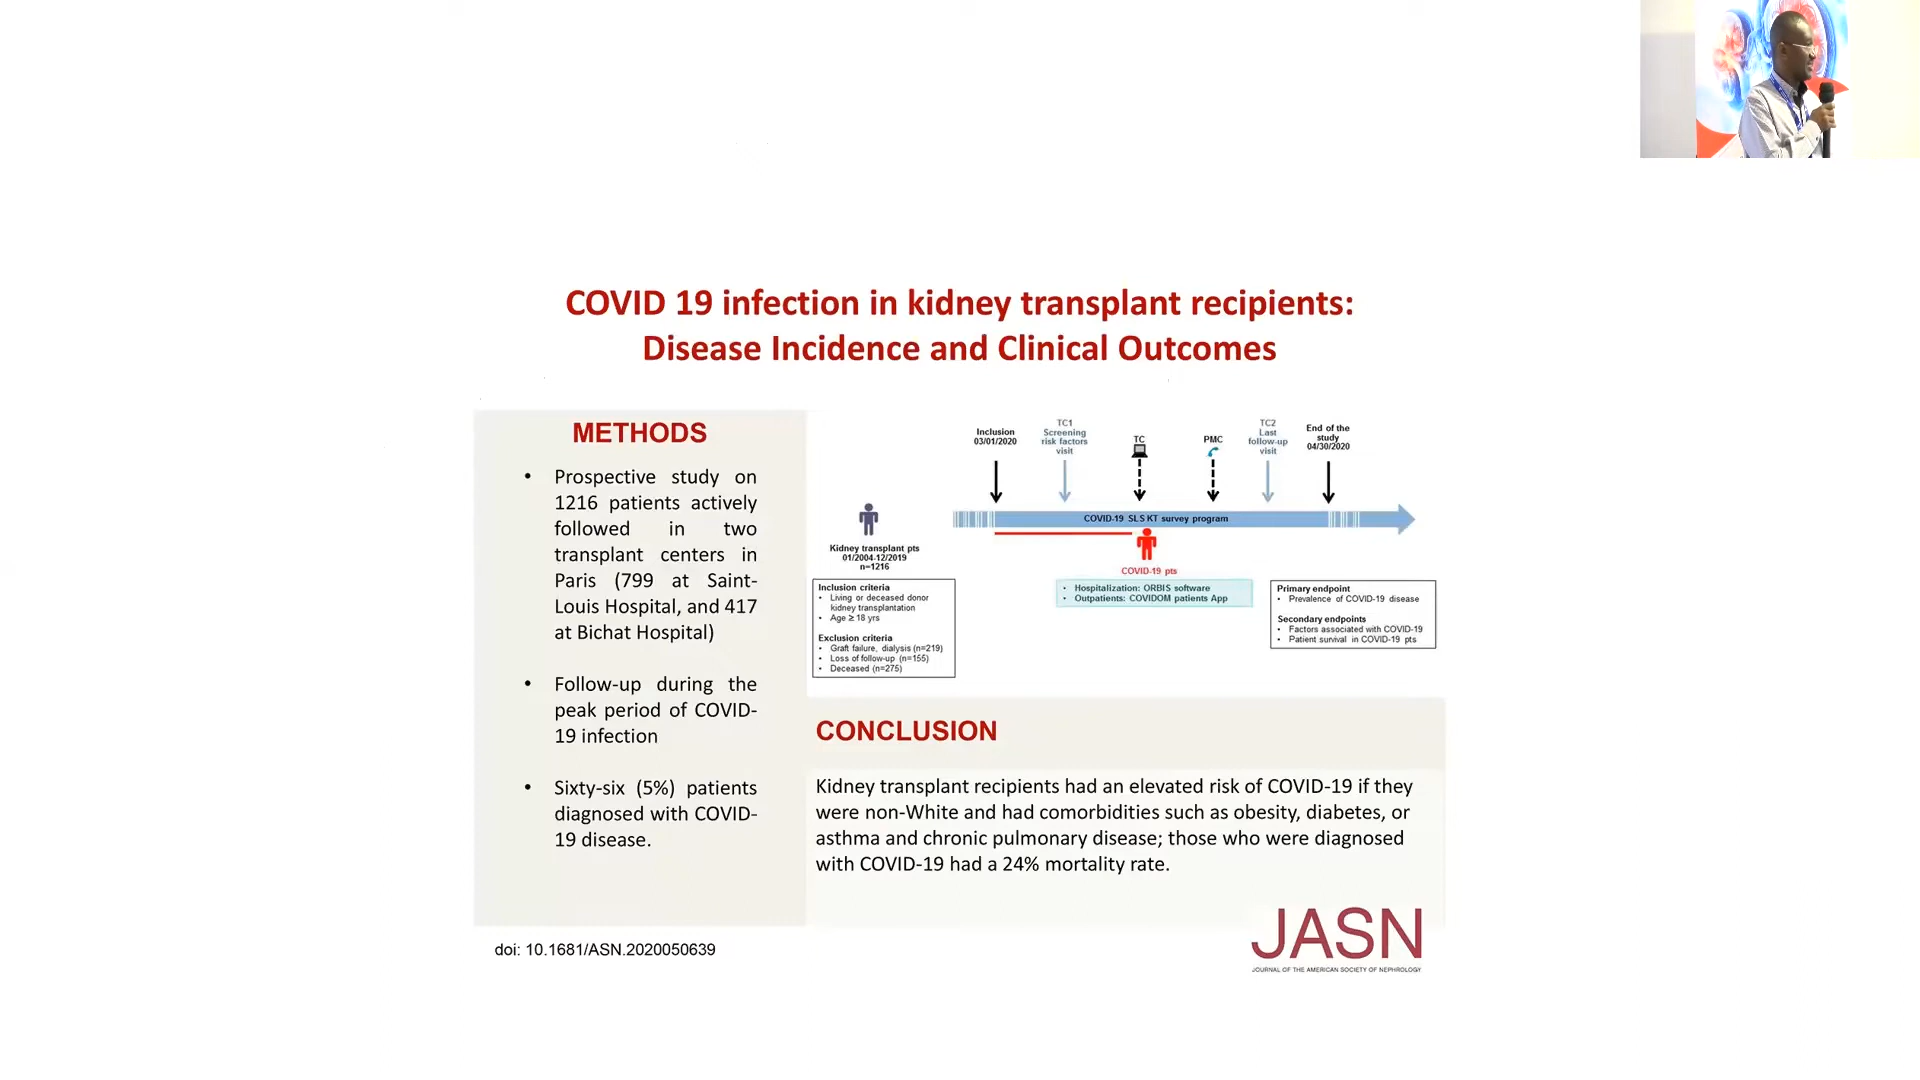 COVID 19 infection in kidney transplant recipients:
Disease Incidence and Clinical Outcomes
METHODS
• Prospective study on
1216 patients actively
followed in two
transplant centers in
Paris (799 at Saint-
Louis Hospital, and 417
at Bichat Hospital)
• Follow-up during the
peak period of COVID-
19 infection
• Sixty-six (5%) patients
diagnosed with COVID-
19 disease.
Inclusion
03/01/2020
TC1
Screening
risk factors
visit
TC
PMC
TC2
Last
follow-up
visit
End of the
study
04/30/2020
COVID-19 SLS KT survey program
Kidney transplant pts
01/2004-12/2019
n=1216
COVID-19 pts
Inclusion criteria
• Living or deceased donor
kidney transplantation
• Age ≥ 18 yrs
Exclusion criteria
• Graft failure, dialysis (n=219)
• Loss of follow-up (n=155)
• Deceased (n=275)
• Hospitalization: ORBIS software
• Outpatients: COVIDOM patients App
Primary endpoint
• Prevalence of COVID-19 disease
Secondary endpoints
• Factors associated with COVID-19
• Patient survival in COVID-19 pts
CONCLUSION
Kidney transplant recipients had an elevated risk of COVID-19 if they
were non-White and had comorbidities such as obesity, diabetes, or
asthma and chronic pulmonary disease; those who were diagnosed
with COVID-19 had a 24% mortality rate.
JASN
JOURNAL OF THE AMERICAN SOCIETY OF NEPHROLOGY
doi: 10.1681/ASN.2020050639